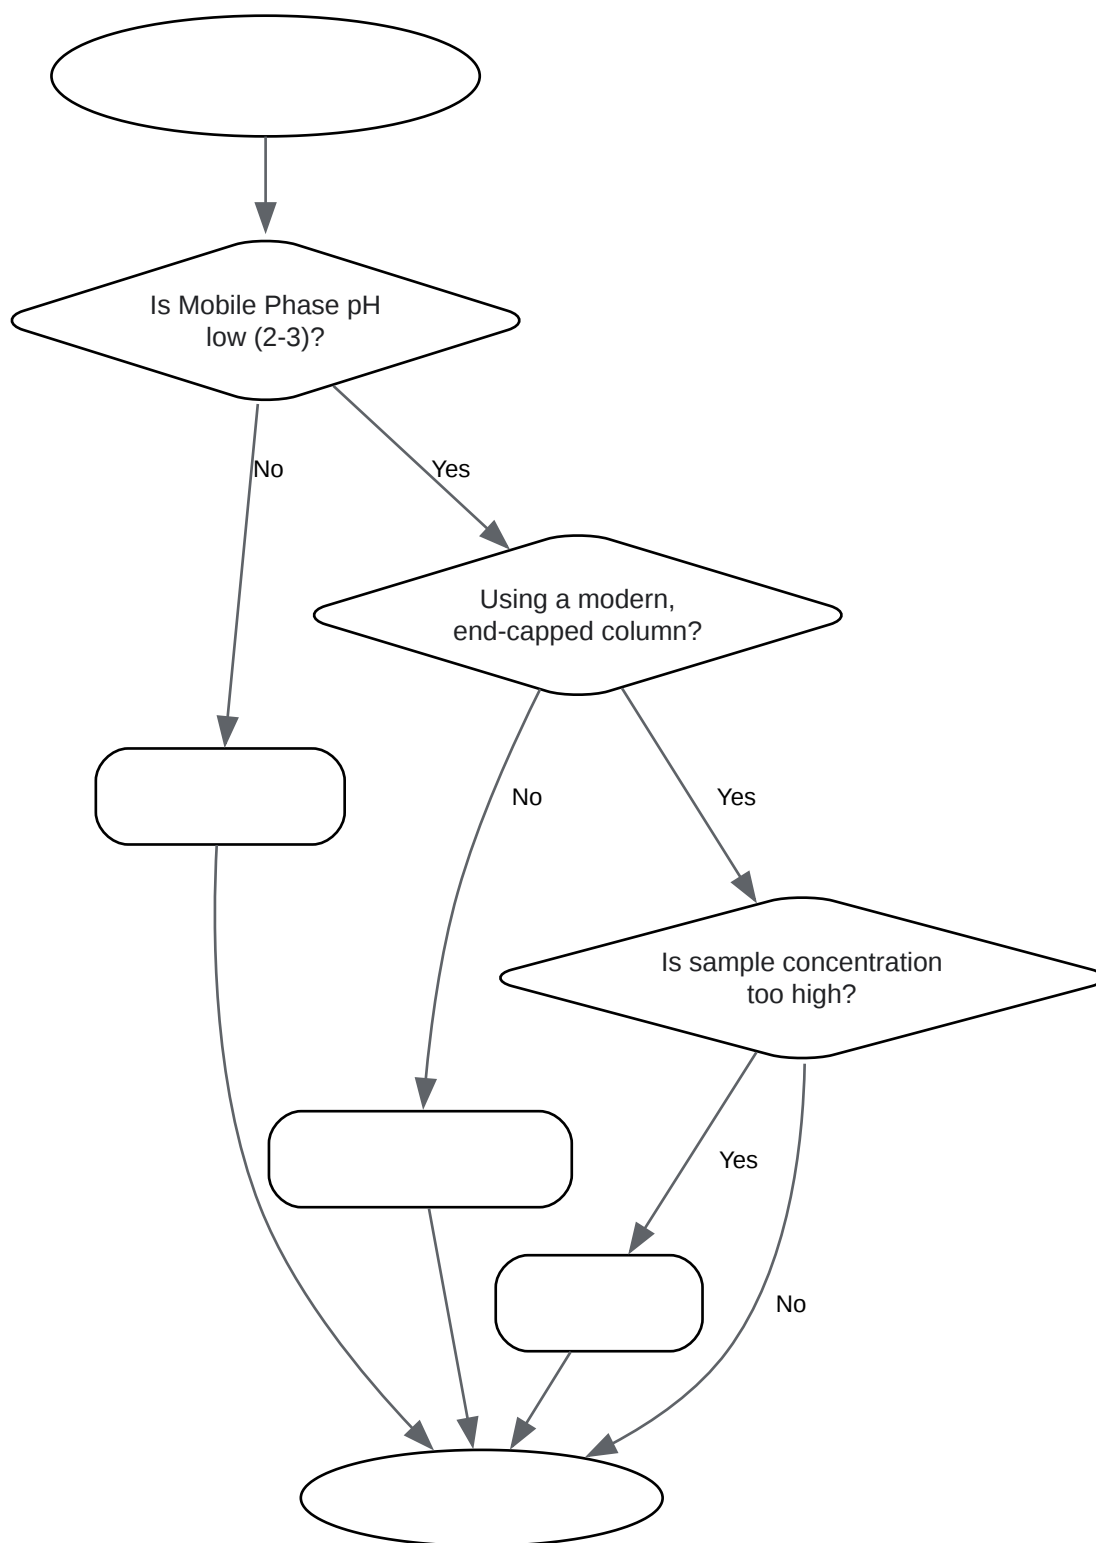 Is Mobile Phase pH
low (2-3)?
No
Yes
Using a modern,
end-capped column?
No
Yes
Is sample concentration
too high?
Yes
No